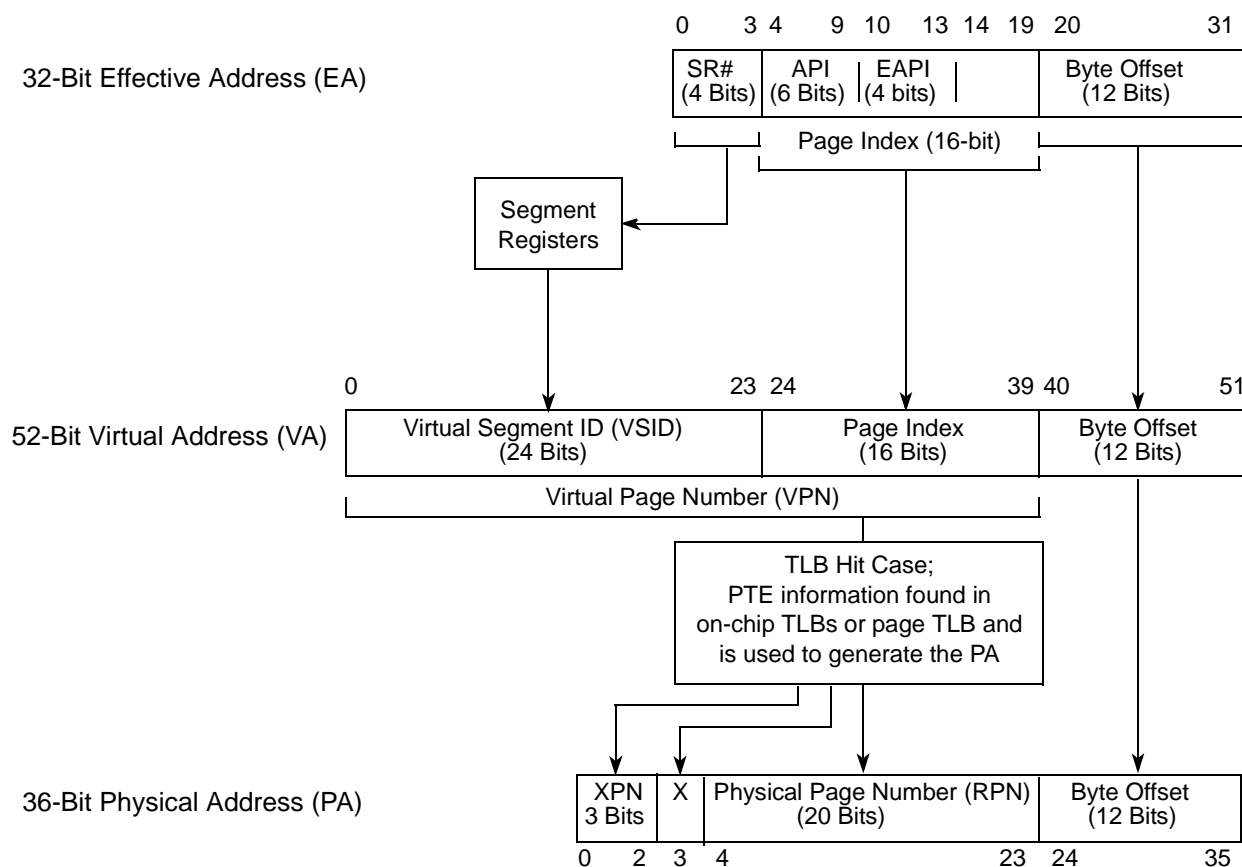 0 3 4 9 10 13 14 19 20 31
32-Bit Effective Address (EA)
SR#
(4 Bits)
API
(6 Bits)
EAPI
(4 bits)
Byte Offset
(12 Bits)
Page Index (16-bit)
Segment
Registers
0 23 24 39 40 51
52-Bit Virtual Address (VA)
Virtual Segment ID (VSID)
(24 Bits)
Page Index
(16 Bits)
Byte Offset
(12 Bits)
Virtual Page Number (VPN)
TLB Hit Case;
PTE information found in
on-chip TLBs or page TLB and
is used to generate the PA
36-Bit Physical Address (PA)
XPN
3 Bits
X
Physical Page Number (RPN)
(20 Bits)
Byte Offset
(12 Bits)
0 2 3 4 23 24 35